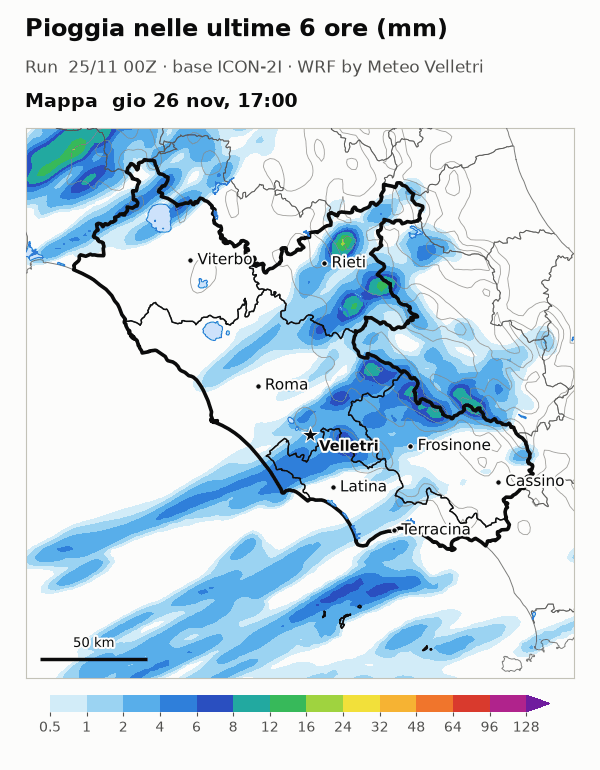 Pioggia nelle ultime 6 ore (mm)
Run  25/11 00Z · base ICON-2I · WRF by Meteo Velletri
Mappa  gio 26 nov, 17:00
Viterbo
Rieti
Roma
Velletri
Frosinone
Cassino
Latina
Terracina
50 km
0.5 1 2 4 6 8 12 16 24 32 48 64 96 128